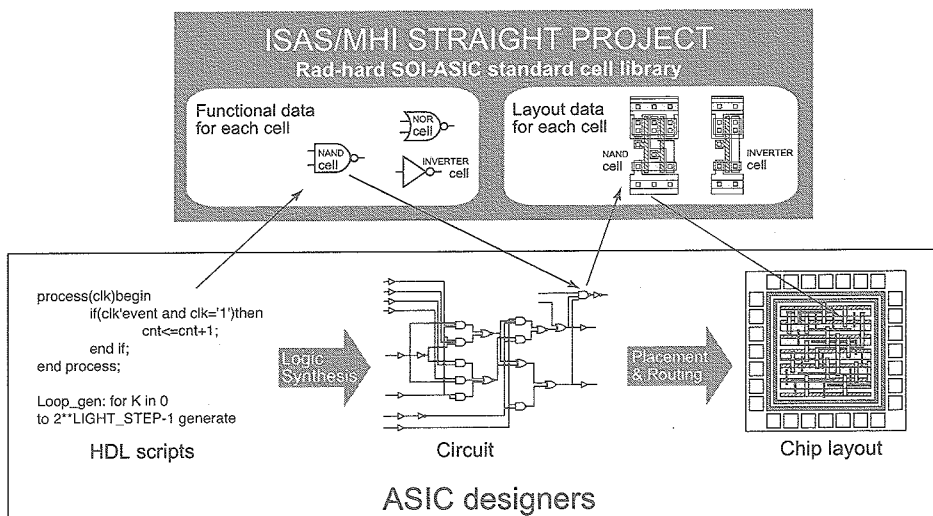 ISAS/MHI STRAIGHT PROJECT
Rad-hard SOI-ASIC standard cell library
Functional data
for each cell
NAND
cell
NOR
cell
INVERTER
cell
Layout data
for each cell
NAND
cell
INVERTER
cell
process(clk)begin
if(clk'event and clk='1')then
cnt<=cnt+1;
end if;
end process;
Loop_gen: for K in 0
to 2**LIGHT_STEP-1 generate
HDL scripts
Logic
Synthesis
Circuit
Placement
& Routing
Chip layout
ASIC designers